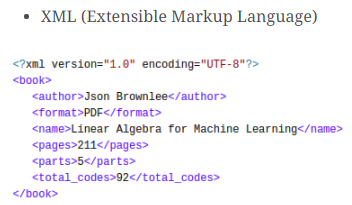 • XML (Extensible Markup Language)
<?xml version="1.0" encoding="UTF-8"?>
<book>
   <author>Json Brownlee</author>
   <format>PDF</format>
   <name>Linear Algebra for Machine Learning</name>
   <pages>211</pages>
   <parts>5</parts>
   <total_codes>92</total_codes>
</book>